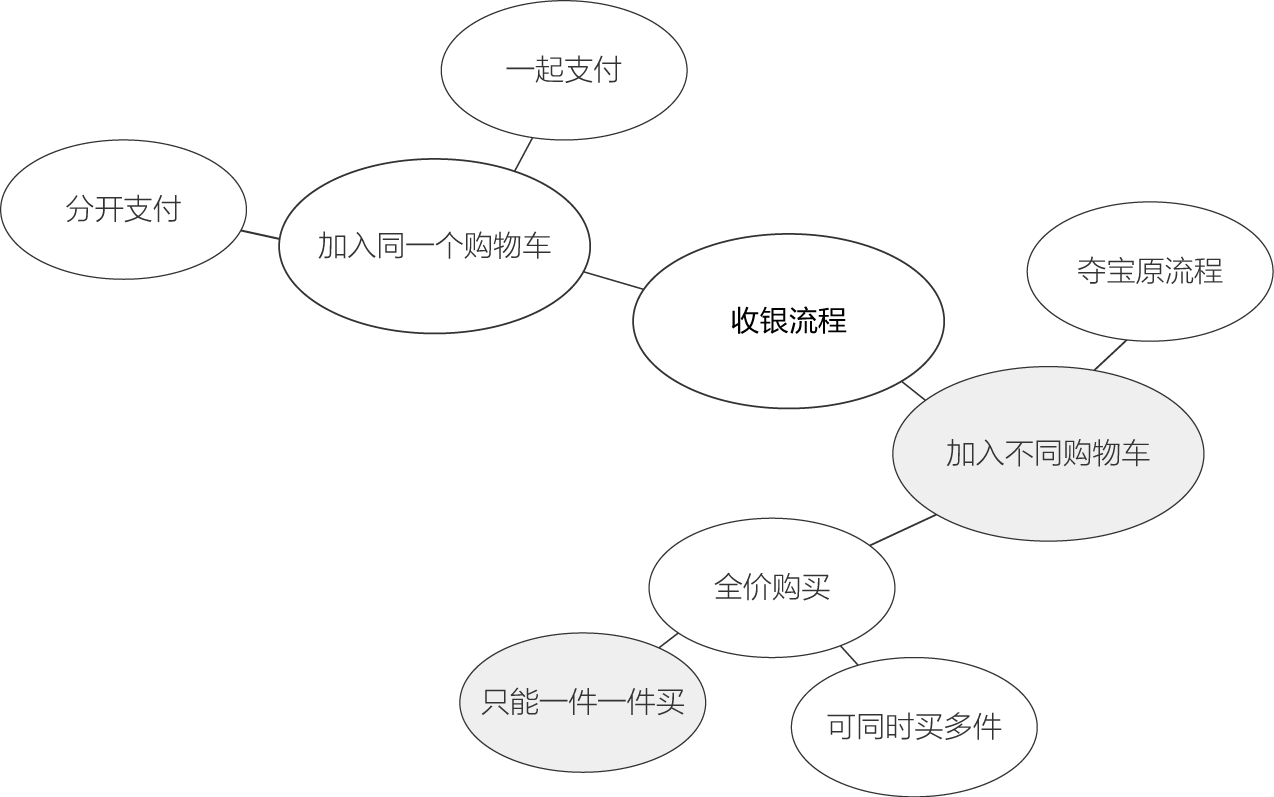 一起支付
分开支付
加入同一个购物车
收银流程
夺宝原流程
加入不同购物车
全价购买
只能一件一件买
可同时买多件